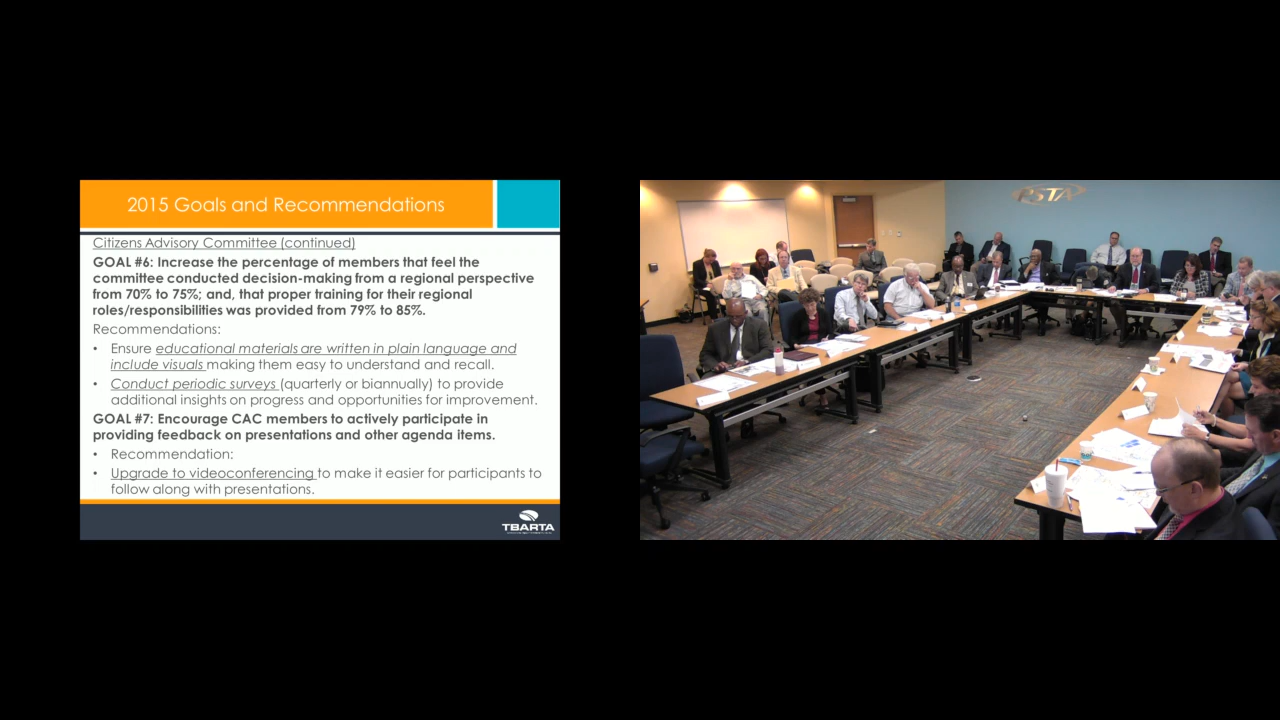 2015 Goals and Recommendations
Citizens Advisory Committee (continued)
GOAL #6: Increase the percentage of members that feel the
committee conducted decision-making from a regional perspective
from 70% to 75%; and, that proper training for their regional
roles/responsibilities was provided from 79% to 85%.
Recommendations:
• Ensure educational materials are written in plain language and
include visuals making them easy to understand and recall.
• Conduct periodic surveys (quarterly or biannually) to provide
additional insights on progress and opportunities for improvement.
GOAL #7: Encourage CAC members to actively participate in
providing feedback on presentations and other agenda items.
• Recommendation:
• Upgrade to videoconferencing to make it easier for participants to
follow along with presentations.
TBARTA
PSTA